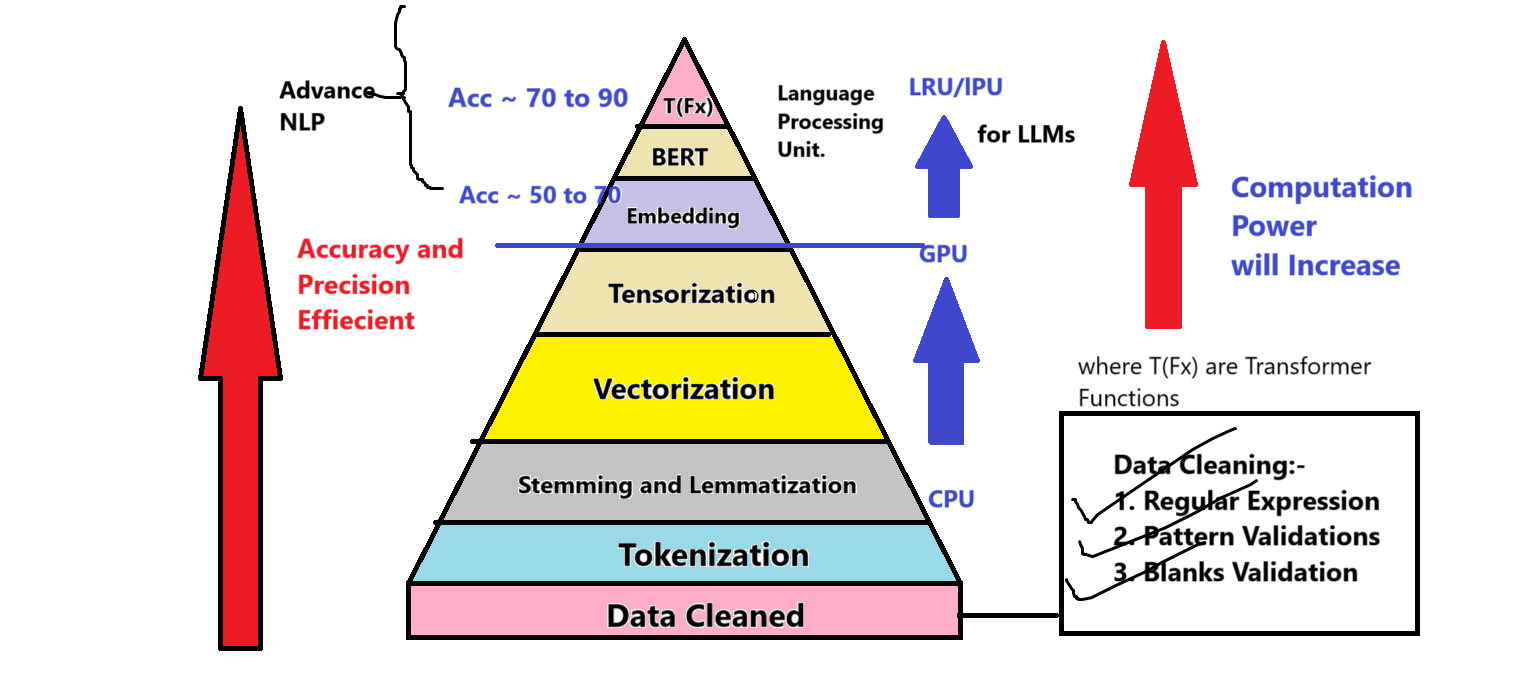 Advance
NLP
Acc ~ 70 to 90
Acc ~ 50 to 70
Accuracy and
Precision
Effiecient
T(Fx)
BERT
Embedding
Tensorization
Vectorization
Stemming and Lemmatization
Tokenization
Data Cleaned
Language
Processing
Unit.
LRU/lPU
for LLMs
GPU
CPU
Computation
Power
will Increase
where T(Fx) are Transformer
Functions
Data Cleaning:-
1. Regular Expression
2. Pattern Validations
3. Blanks Validation